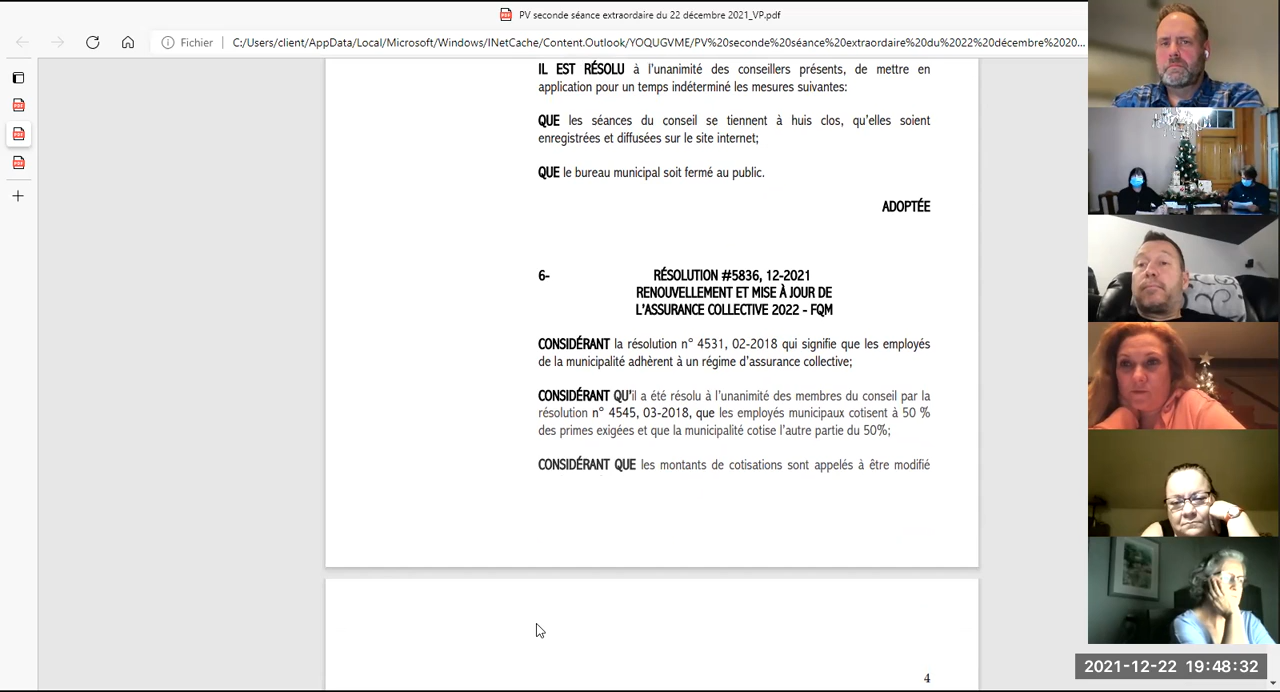 PV seconde séance extraordaire du 22 décembre 2021_VP.pdf
Fichier
C:/Users/client/AppData/Local/Microsoft/Windows/INetCache/Content.Outlook/YOQUGVME/PV%20seconde%20séance%20extraordaire%20du%2022%20décembre%2020...
IL EST RÉSOLU à l'unanimité des conseillers présents, de mettre en
application pour un temps indéterminé les mesures suivantes:
QUE les séances du conseil se tiennent à huis clos, qu'elles soient
enregistrées et diffusées sur le site internet;
QUE le bureau municipal soit fermé au public.
ADOPTÉE
6- RÉSOLUTION #5836, 12-2021
RENOUVELLEMENT ET MISE À JOUR DE
L'ASSURANCE COLLECTIVE 2022 - FQM
CONSIDÉRANT la résolution n° 4531, 02-2018 qui signifie que les employés
de la municipalité adhèrent à un régime d'assurance collective;
CONSIDÉRANT QU'il a été résolu à l'unanimité des membres du conseil par la
résolution n° 4545, 03-2018, que les employés municipaux cotisent à 50 %
des primes exigées et que la municipalité cotise l'autre partie du 50%;
CONSIDÉRANT QUE les montants de cotisations sont appelés à être modifié
4
2021-12-22 19:48:32